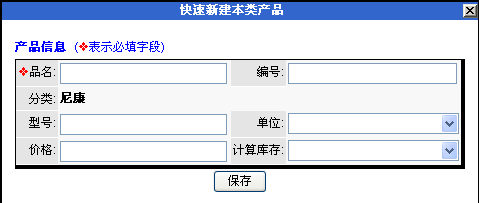 快速新建本类产品
产品信息 (❖表示必填字段)
❖品名: 编号:
分类: 尼康
型号: 单位:
价格: 计算库存:
保存